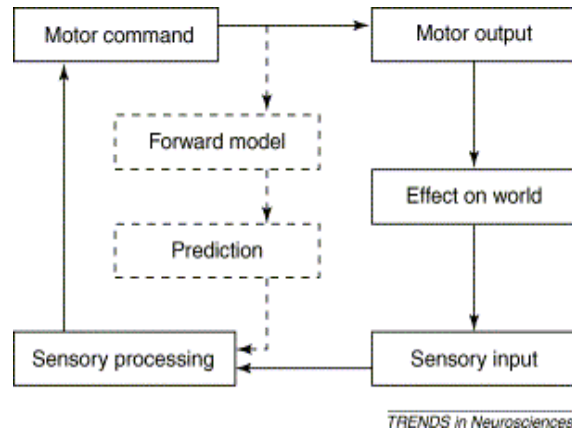 Motor command
Motor output
Forward model
Effect on world
Prediction
Sensory processing
Sensory input
TRENDS in Neurosciences